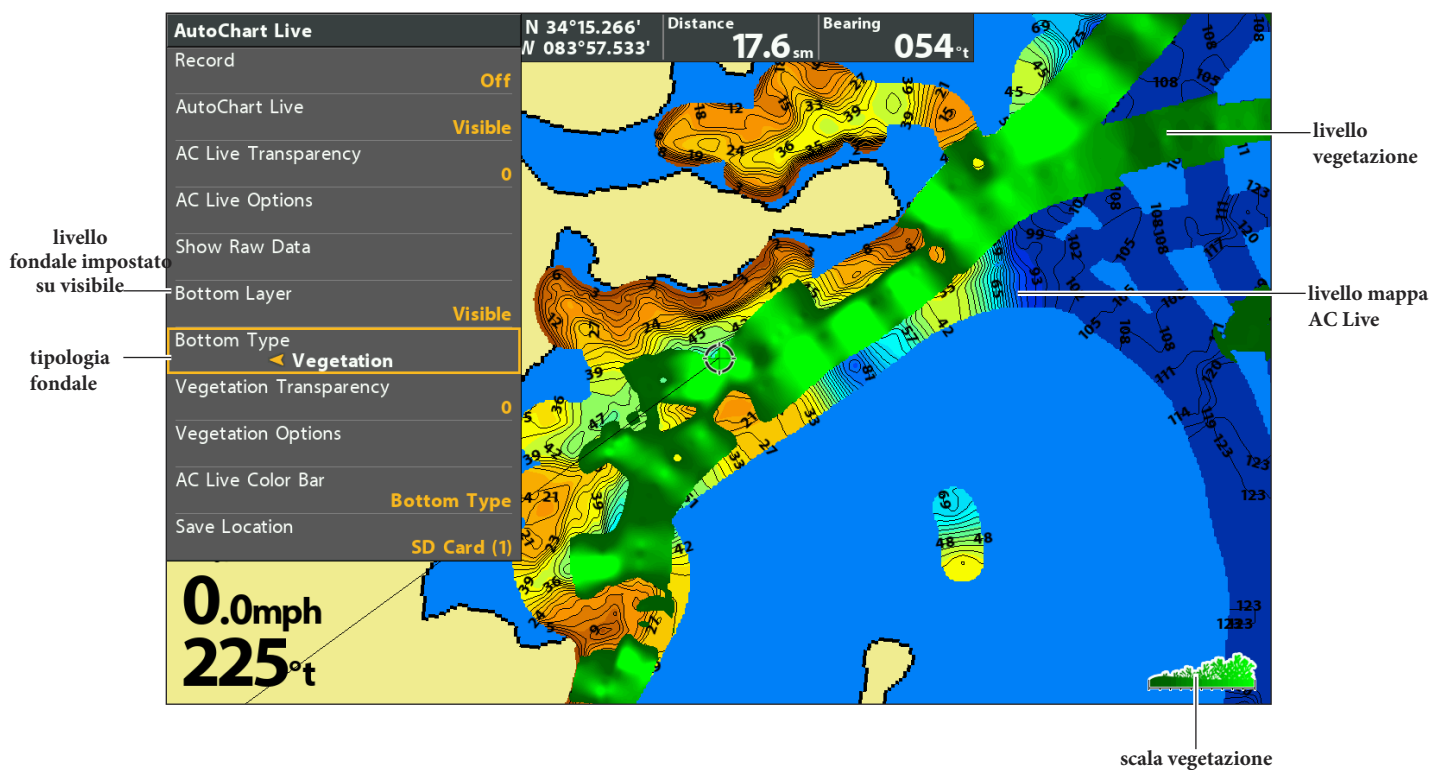 AutoChart Live
Record
Off
AutoChart Live
Visible
AC Live Transparency
0
AC Live Options
Show Raw Data
Bottom Layer
Visible
Bottom Type
Vegetation
Vegetation Transparency
0
Vegetation Options
AC Live Color Bar
Bottom Type
Save Location
SD Card (1)
N 34°15.266'
W 083°57.533'
Distance
17.6 sm
Bearing
054°t
livello
vegetazione
livello
fondale impostato
su visibile
livello mappa
AC Live
tipologia
fondale
0.0mph
225°t
scala vegetazione